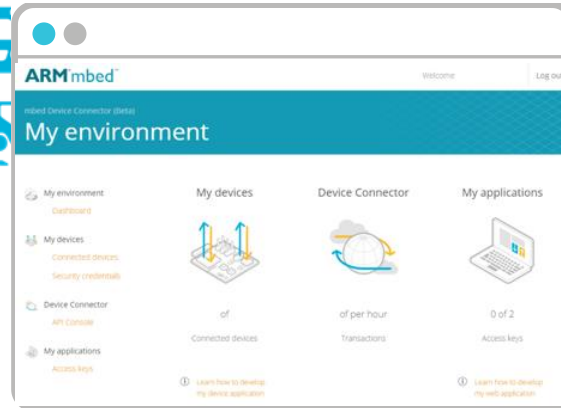 ARM mbed
Welcome
Log ou
mbed Device Connector (Beta)
My environment
My environment
Dashboard
My devices
Connected devices
Security credentials
Device Connector
API Console
My applications
Access keys
My devices
of
Connected devices
Learn how to develop
my device application
Device Connector
of per hour
Transactions
My applications
0 of 2
Access keys
Learn how to develop
my web application